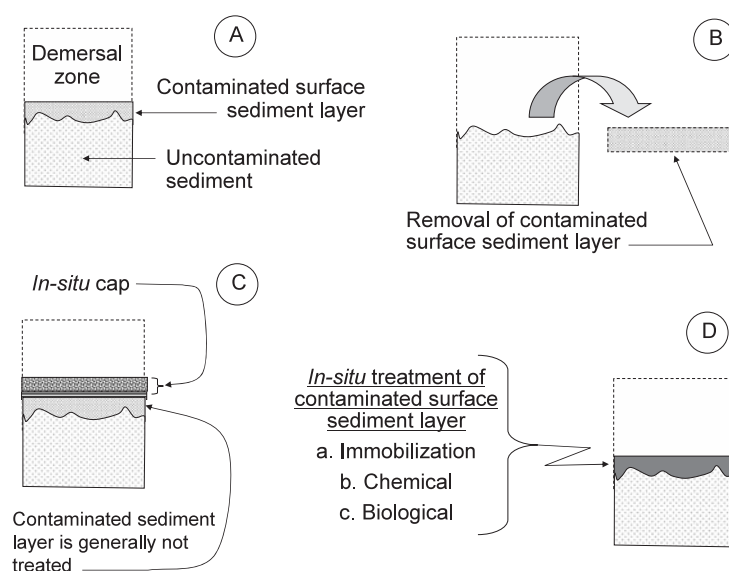 A
Demersal
zone
Contaminated surface
sediment layer
Uncontaminated
sediment
B
Removal of contaminated
surface sediment layer
C
In-situ cap
Contaminated sediment
layer is generally not
treated
D
In-situ treatment of
contaminated surface
sediment layer
a. Immobilization
b. Chemical
c. Biological